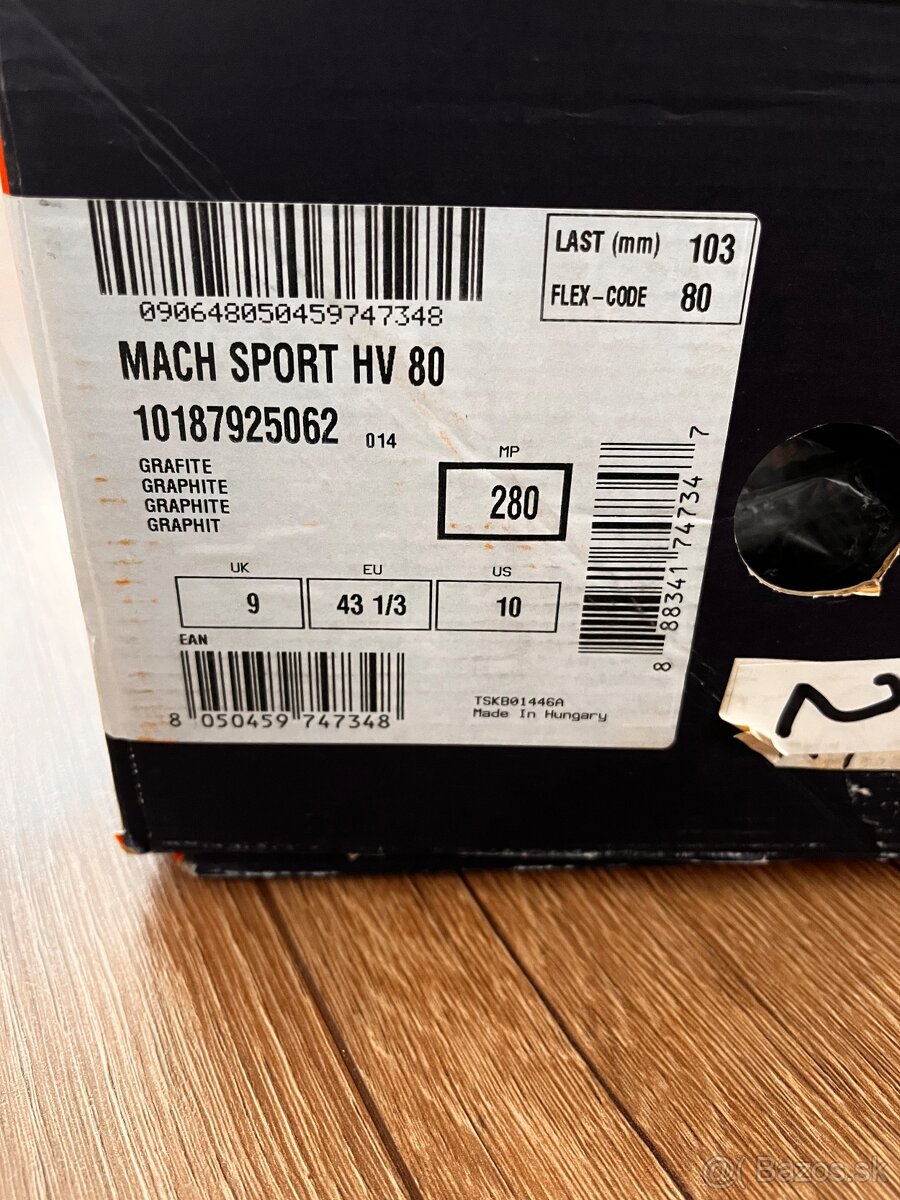 090648050459747348
LAST (mm) 103
FLEX-CODE 80
MACH SPORT HV 80
10187925062 014
GRAFITE
GRAPHITE
GRAPHITE
GRAPHIT
MP
280
UK EU US
9 43 1/3 10
8 88341 74734 7
EAN
8 050459 747348
TSKB01446A
Made In Hungary
2
Bazos.sk